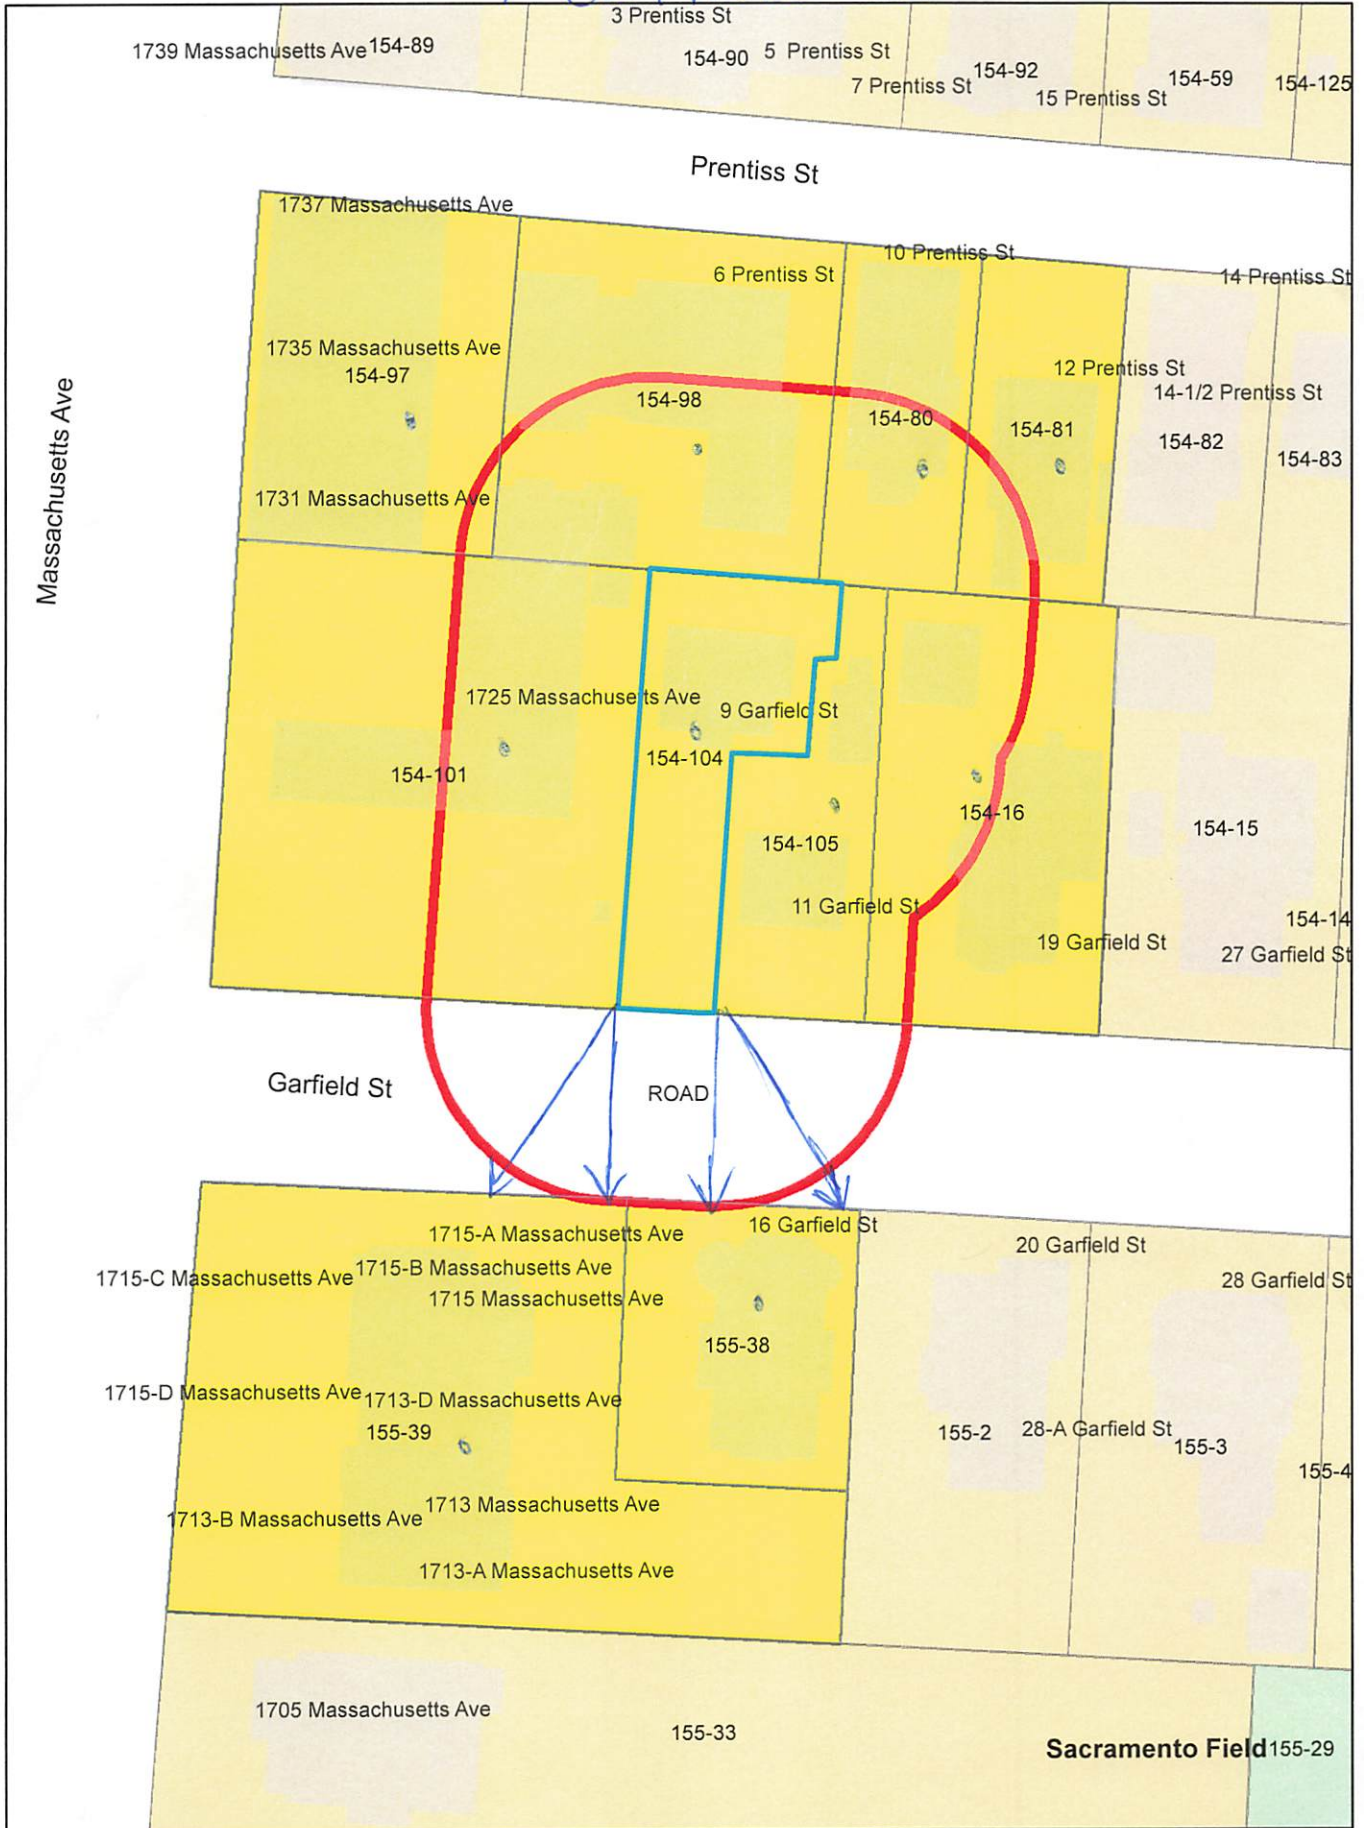 3 Prentiss St
1739 Massachusetts Ave 154-89
154-90
5 Prentiss St
154-92
7 Prentiss St
154-59
154-125
15 Prentiss St
Prentiss St
1737 Massachusetts Ave
10 Prentiss St
6 Prentiss St
14 Prentiss St
1735 Massachusetts Ave
154-97
12 Prentiss St
14-1/2 Prentiss St
154-98
154-80
154-81
154-82
154-83
Massachusetts Ave
1731 Massachusetts Ave
1725 Massachusetts Ave
9 Garfield St
154-104
154-101
154-16
154-15
154-105
11 Garfield St
154-14
19 Garfield St
27 Garfield St
Garfield St
ROAD
1715-A Massachusetts Ave
16 Garfield St
20 Garfield St
1715-C Massachusetts Ave
1715-B Massachusetts Ave
28 Garfield St
1715 Massachusetts Ave
155-38
1715-D Massachusetts Ave
1713-D Massachusetts Ave
155-39
155-2
28-A Garfield St
155-3
155-4
1713 Massachusetts Ave
1713-B Massachusetts Ave
1713-A Massachusetts Ave
1705 Massachusetts Ave
155-33
Sacramento Field
155-29